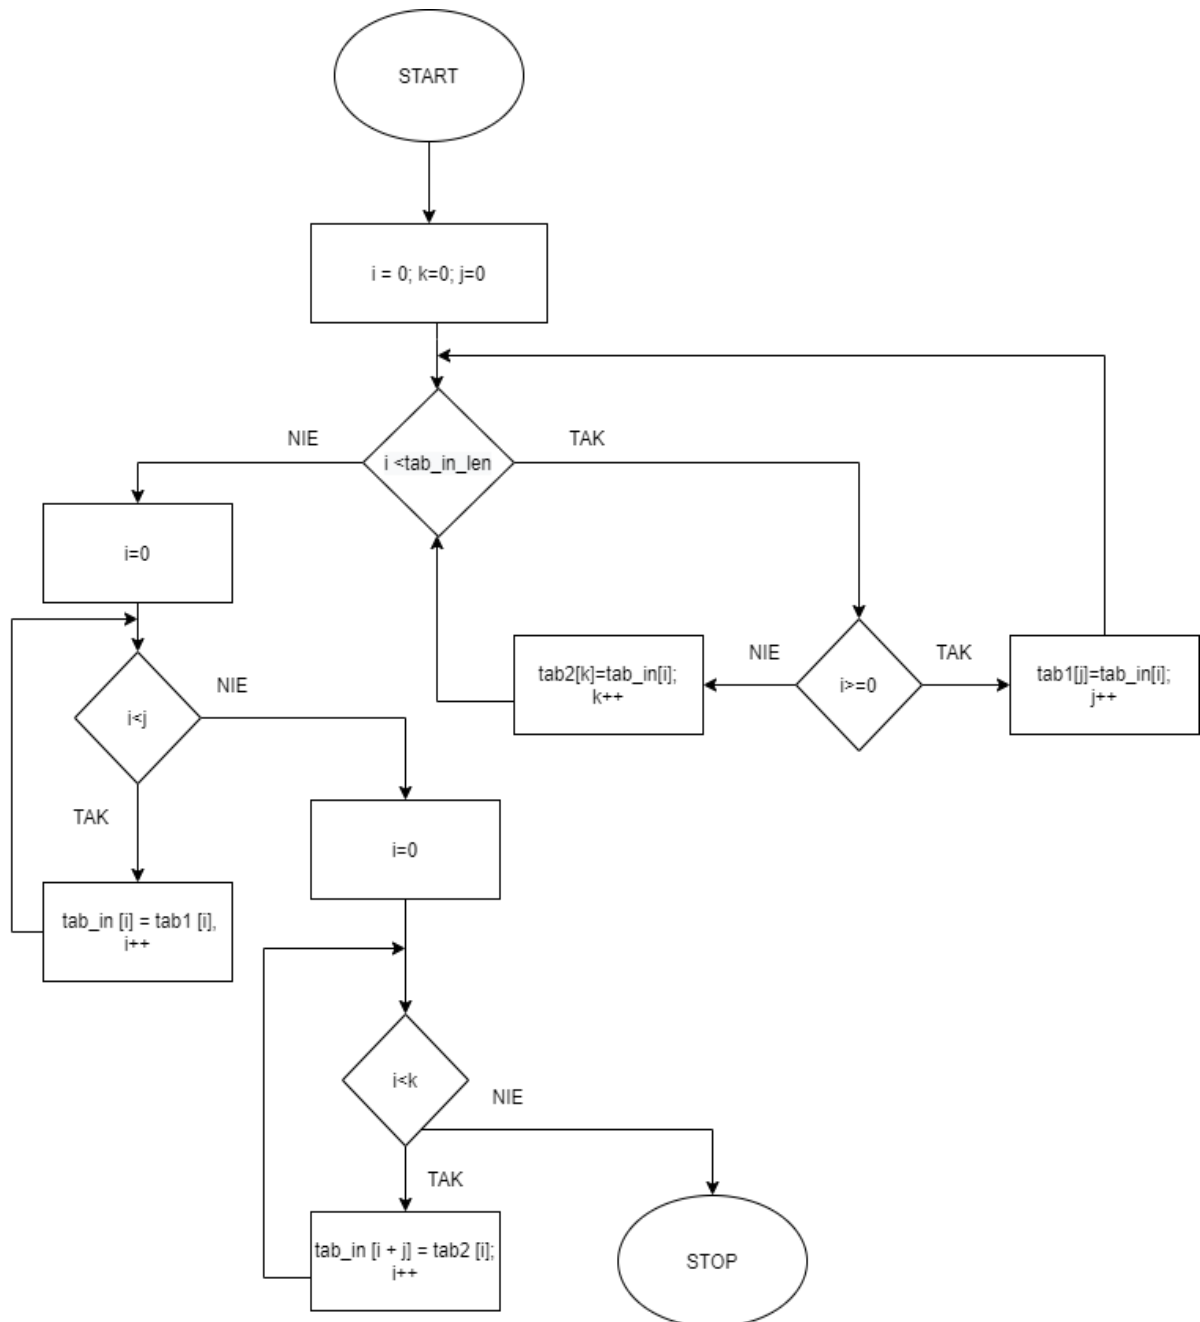 START
i = 0; k=0; j=0
NIE
TAK
i <tab_in_len
i=0
NIE
TAK
tab2[k]=tab_in[i];
k++
i>=0
tab1[j]=tab_in[i];
j++
NIE
i<j
TAK
i=0
tab_in [i] = tab1 [i],
i++
i<k
NIE
TAK
tab_in [i + j] = tab2 [i];
i++
STOP